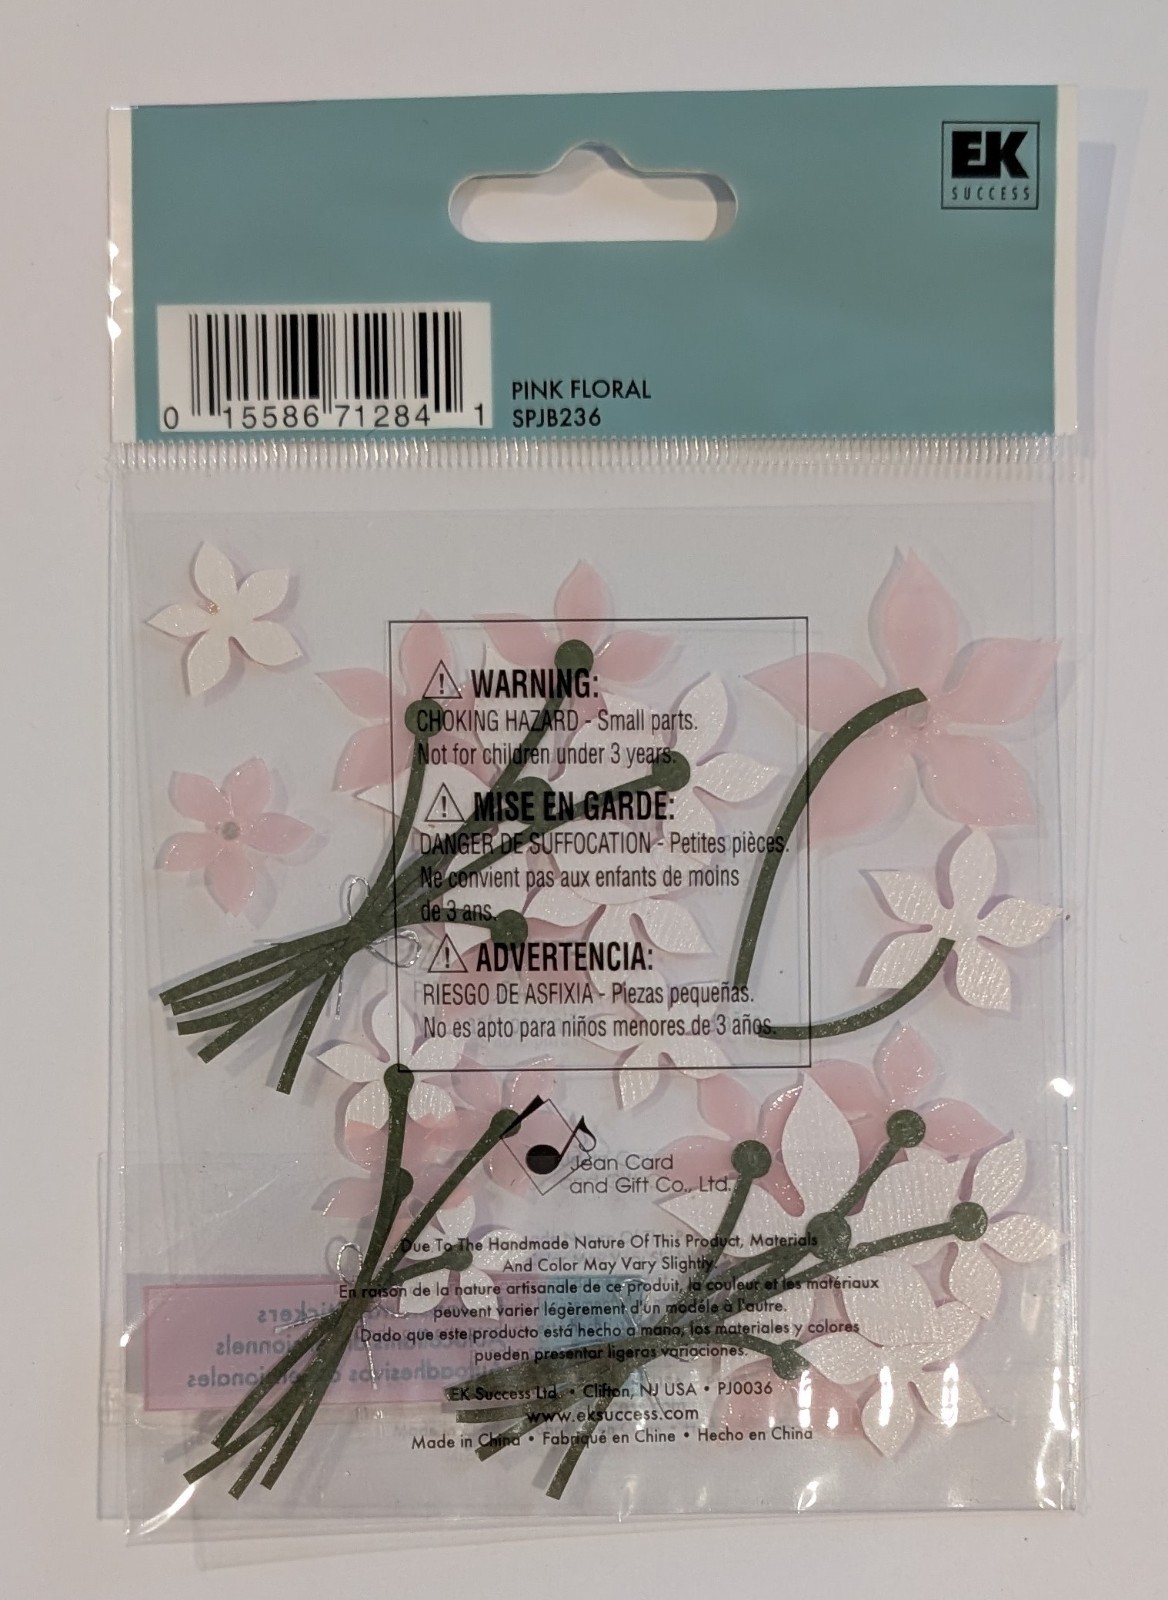 EK
SUCCESS
0 15586 71284 1
PINK FLORAL
SPJB236
WARNING:
CHOKING HAZARD - Small parts.
Not for children under 3 years.
MISE EN GARDE:
DANGER DE SUFFOCATION - Petites pièces.
Ne convient pas aux enfants de moins
de 3 ans.
ADVERTENCIA:
RIESGO DE ASFIXIA - Piezas pequeñas.
No es apto para niños menores de 3 años.
Jean Card
and Gift Co., Ltd.
Due To The Handmade Nature Of This Product, Materials
And Color May Vary Slightly.
En raison de la nature artisanale de ce produit, la couleur et les matériaux
peuvent varier légèrement d'un modèle à l'autre.
Dado que este producto está hecho a mano, los materiales y colores
pueden presentar ligeras variaciones.
EK Success Ltd. • Clifton, NJ USA • PJ0036
www.eksuccess.com
Made in China • Fabriqué en Chine • Hecho en China